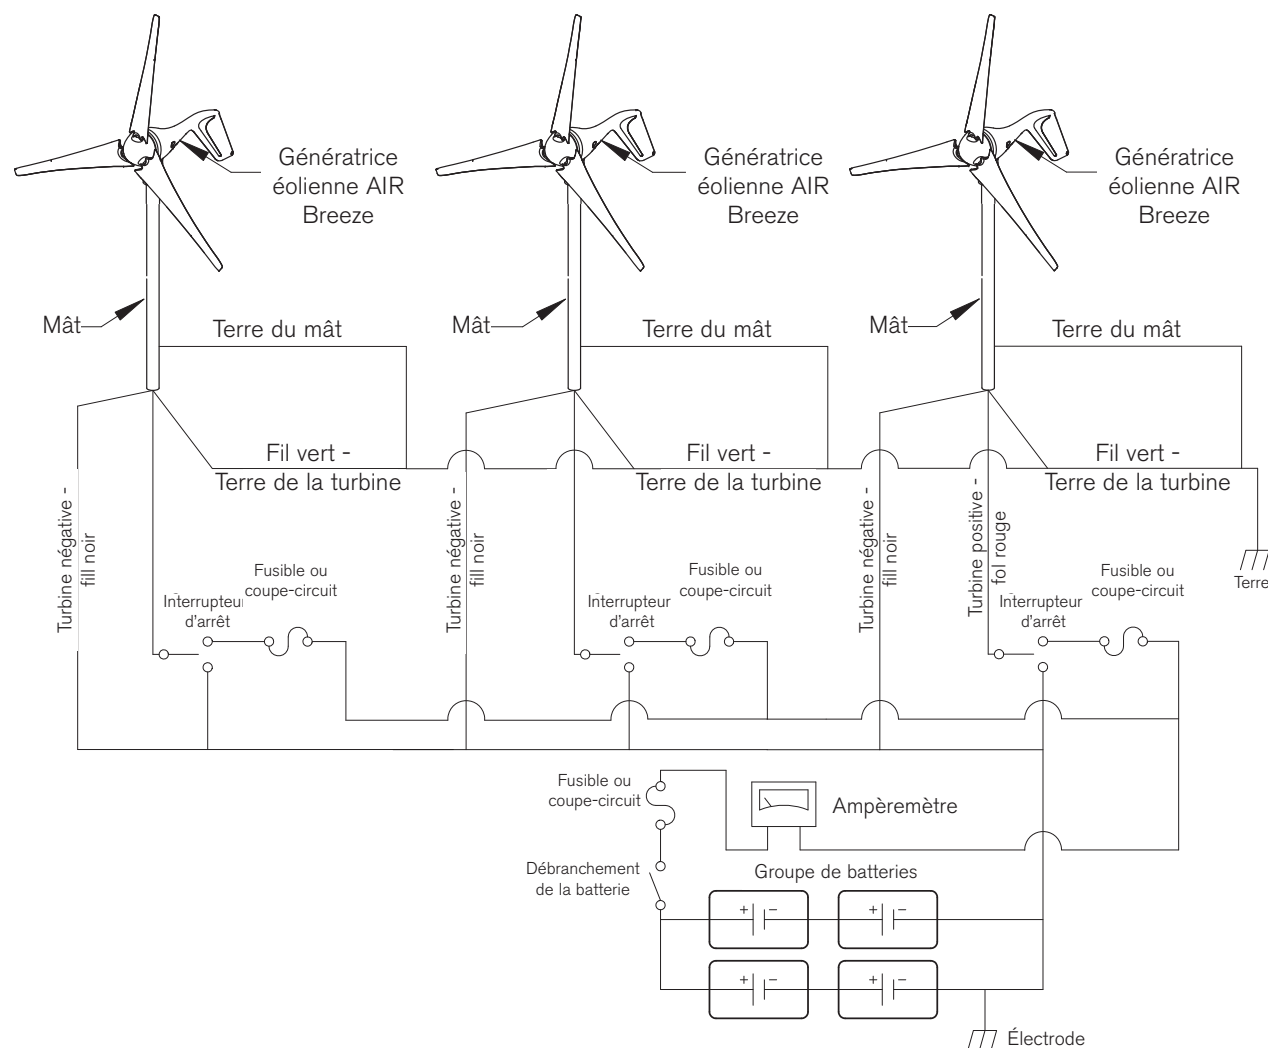 Génératrice
éolienne AIR
Breeze
Génératrice
éolienne AIR
Breeze
Génératrice
éolienne AIR
Breeze
Mât
Terre du mât
Mât
Terre du mât
Mât
Terre du mât
Fil vert -
Terre de la turbine
Fil vert -
Terre de la turbine
Fil vert -
Terre de la turbine
Turbine négative -
fill noir
Turbine négative -
fill noir
Turbine négative -
fill noir
Turbine positive -
fol rouge
Terre
Fusible ou
coupe-circuit
Interrupteur
d'arrêt
Fusible ou
coupe-circuit
Interrupteur
d'arrêt
Fusible ou
coupe-circuit
Interrupteur
d'arrêt
Fusible ou
coupe-circuit
Ampèremètre
Débranchement
de la batterie
Groupe de batteries
+ − + −
+ − + −
Électrode